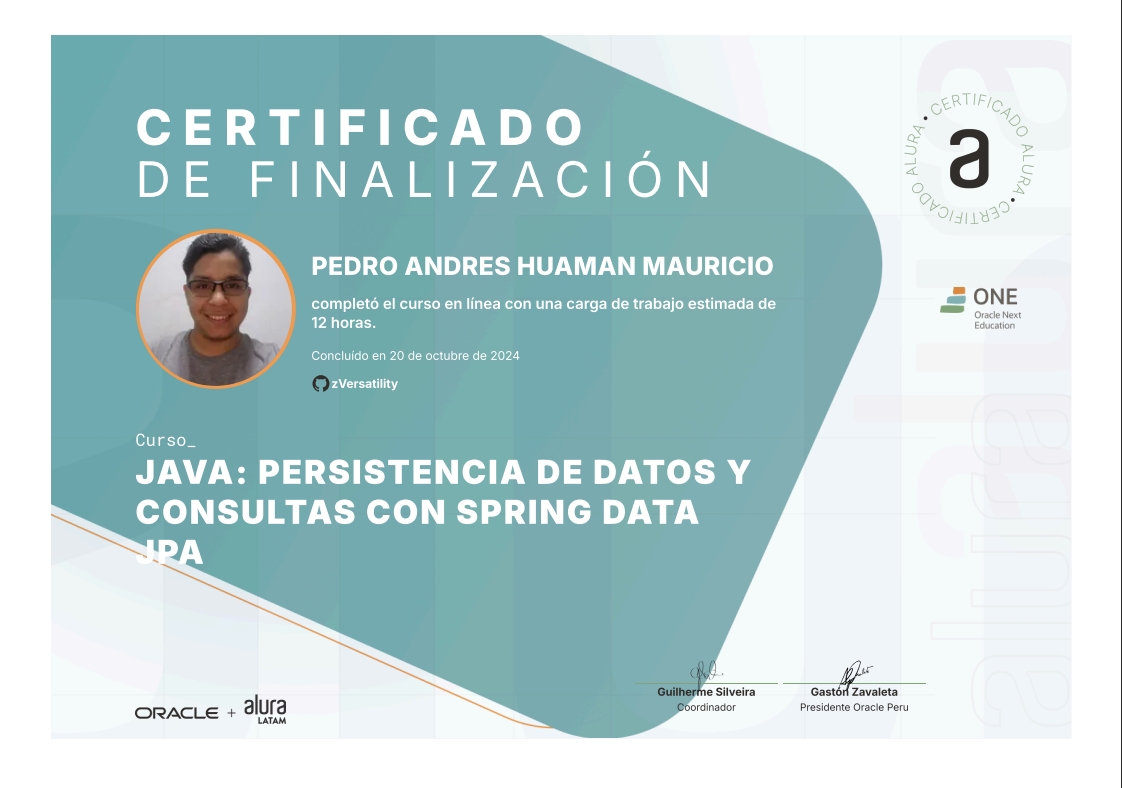 CERTIFICADO
DE FINALIZACIÓN
CERTIFICADO ALURA • CERTIFICADO ALURA •
a
PEDRO ANDRES HUAMAN MAURICIO
completó el curso en línea con una carga de trabajo estimada de
12 horas.
Concluído en 20 de octubre de 2024
zVersatility
ONE
Oracle Next
Education
Curso_
JAVA: PERSISTENCIA DE DATOS Y
CONSULTAS CON SPRING DATA
JPA
Guilherme Silveira
Coordinador
Gastón Zavaleta
Presidente Oracle Peru
ORACLE + alura
LATAM
alura